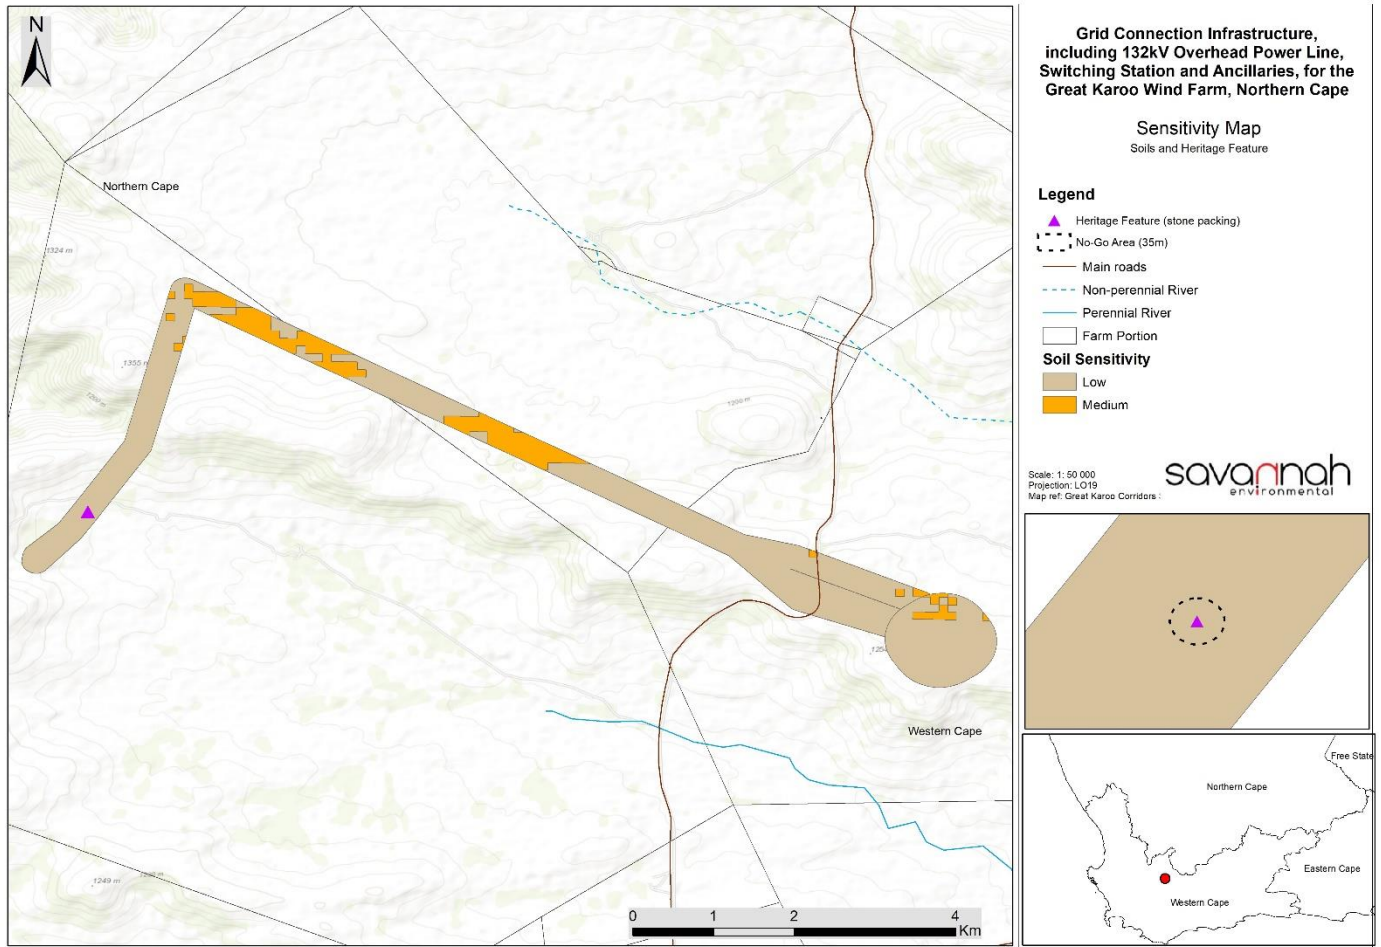 N
Northern Cape
1324 m
1355 m
1200 m
1249 m
Western Cape
0 1 2 4
Km
Grid Connection Infrastructure,
including 132kV Overhead Power Line,
Switching Station and Ancillaries, for the
Great Karoo Wind Farm, Northern Cape
Sensitivity Map
Soils and Heritage Feature
Legend
Heritage Feature (stone packing)
No-Go Area (35m)
Main roads
Non-perennial River
Perennial River
Farm Portion
Soil Sensitivity
Low
Medium
Scale: 1: 50 000
Projection: LO19
Map ref: Great Karoo Corridors :
savannah
environmental
Free State
Northern Cape
Eastern Cape
Western Cape